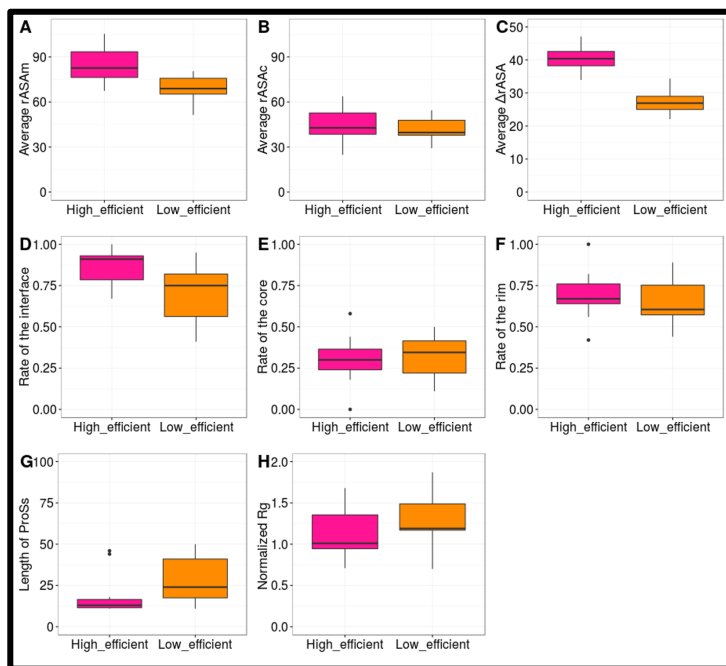 A
Average rASAm
90
60
30
0
High_efficient Low_efficient
B
Average rASAc
90
60
30
0
High_efficient Low_efficient
C
Average ΔrASA
50
40
30
20
10
0
High_efficient Low_efficient
D
Rate of the interface
1.00
0.75
0.50
0.25
0.00
High_efficient Low_efficient
E
Rate of the core
1.00
0.75
0.50
0.25
0.00
High_efficient Low_efficient
F
Rate of the rim
1.00
0.75
0.50
0.25
0.00
High_efficient Low_efficient
G
Length of ProSs
100
75
50
25
0
High_efficient Low_efficient
H
Normalized Rg
2.0
1.5
1.0
0.5
0.0
High_efficient Low_efficient